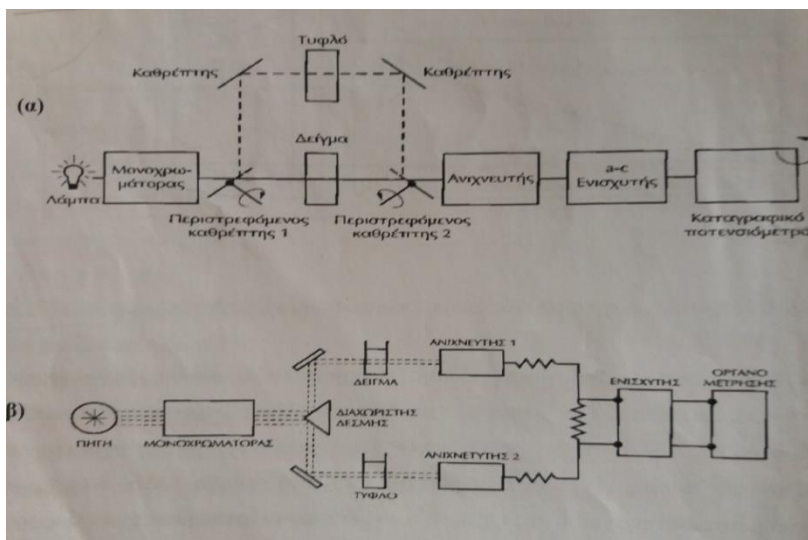 Τυφλό
Καθρέπτης
Καθρέπτης
(α)
Δείγμα
Μονοχρω-
μάτορας
Ανιχνευτής
a-c
Ενισχυτής
Λάμπα
Περιστρεφόμενος
καθρέπτης 1
Περιστρεφόμενος
καθρέπτης 2
Καταγραφικό
ποτενσιόμετρο
β)
ΠΗΓΗ
ΜΟΝΟΧΡΩΜΑΤΟΡΑΣ
ΔΙΑΧΩΡΙΣΤΗΣ
ΔΕΣΜΗΣ
ΔΕΙΓΜΑ
ΑΝΙΧΝΕΥΤΗΣ 1
ΕΝΙΣΧΥΤΗΣ
ΟΡΓΑΝΟ
ΜΕΤΡΗΣΗΣ
ΑΝΙΧΝΕΤΥΤΗΣ 2
ΤΥΦΛΟ